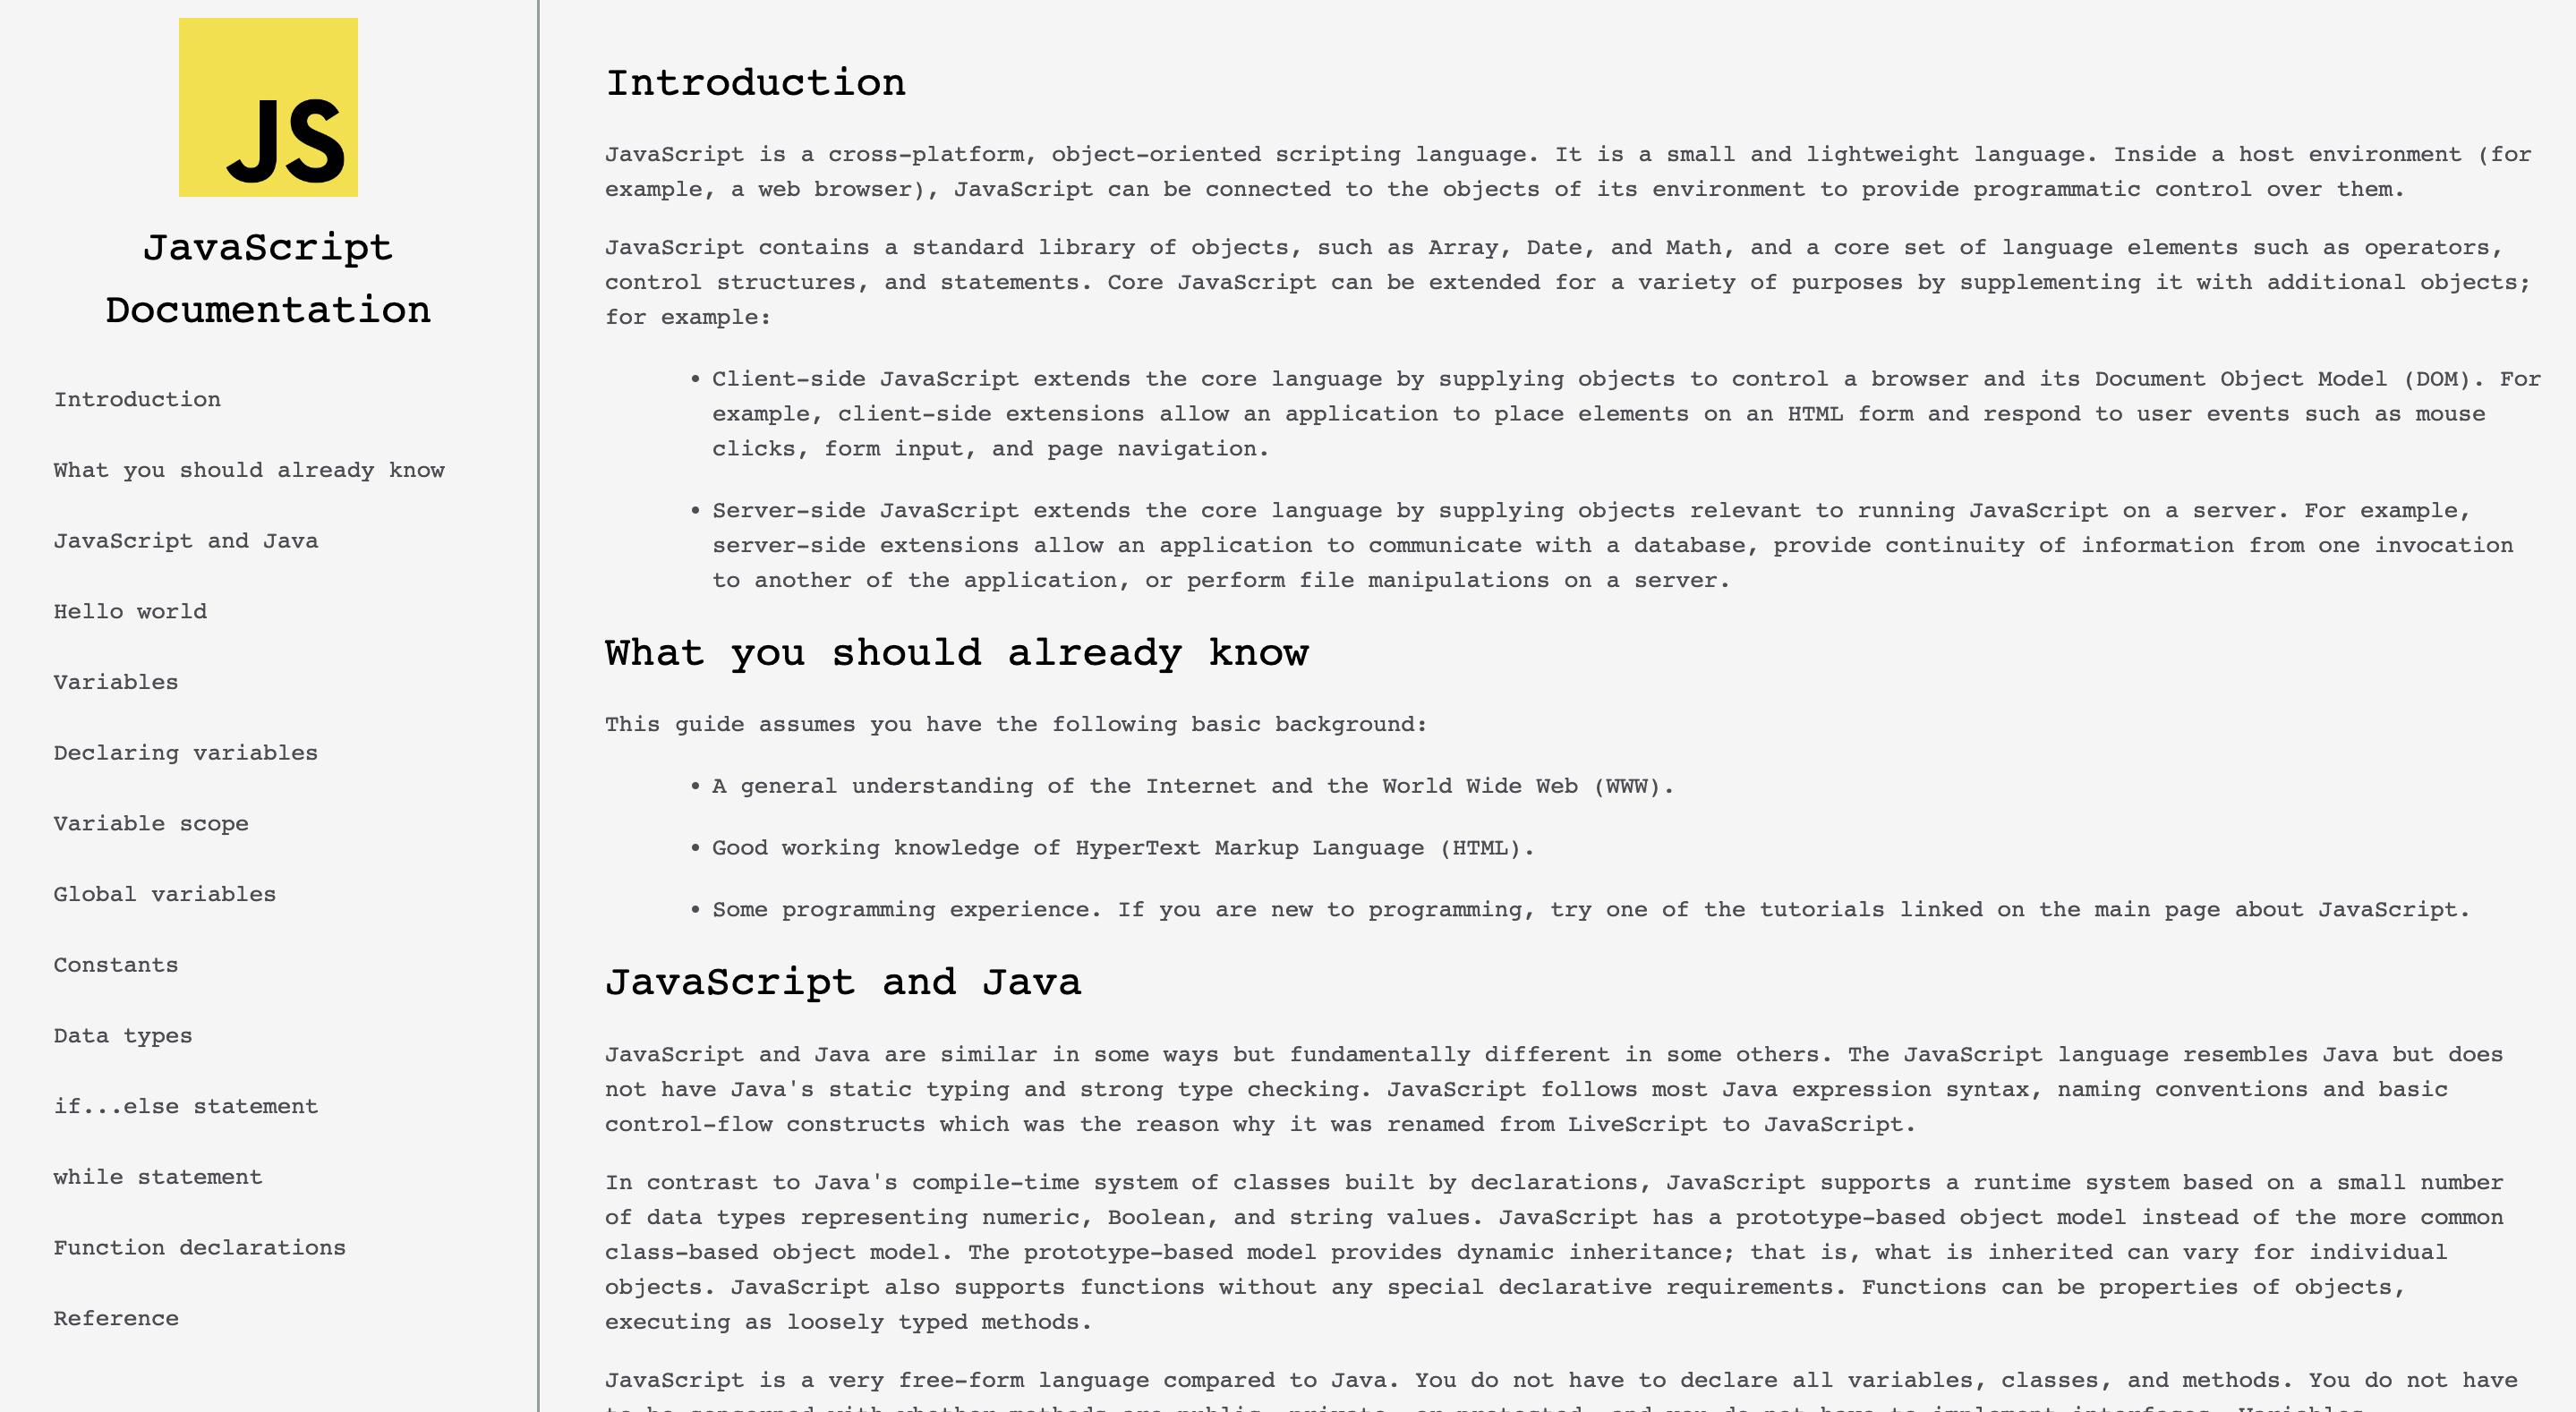 JS
JavaScript
Documentation
Introduction
What you should already know
JavaScript and Java
Hello world
Variables
Declaring variables
Variable scope
Global variables
Constants
Data types
if...else statement
while statement
Function declarations
Reference
Introduction
JavaScript is a cross-platform, object-oriented scripting language. It is a small and lightweight language. Inside a host environment (for
example, a web browser), JavaScript can be connected to the objects of its environment to provide programmatic control over them.
JavaScript contains a standard library of objects, such as Array, Date, and Math, and a core set of language elements such as operators,
control structures, and statements. Core JavaScript can be extended for a variety of purposes by supplementing it with additional objects;
for example:
• Client-side JavaScript extends the core language by supplying objects to control a browser and its Document Object Model (DOM). For
example, client-side extensions allow an application to place elements on an HTML form and respond to user events such as mouse
clicks, form input, and page navigation.
• Server-side JavaScript extends the core language by supplying objects relevant to running JavaScript on a server. For example,
server-side extensions allow an application to communicate with a database, provide continuity of information from one invocation
to another of the application, or perform file manipulations on a server.
What you should already know
This guide assumes you have the following basic background:
• A general understanding of the Internet and the World Wide Web (WWW).
• Good working knowledge of HyperText Markup Language (HTML).
• Some programming experience. If you are new to programming, try one of the tutorials linked on the main page about JavaScript.
JavaScript and Java
JavaScript and Java are similar in some ways but fundamentally different in some others. The JavaScript language resembles Java but does
not have Java's static typing and strong type checking. JavaScript follows most Java expression syntax, naming conventions and basic
control-flow constructs which was the reason why it was renamed from LiveScript to JavaScript.
In contrast to Java's compile-time system of classes built by declarations, JavaScript supports a runtime system based on a small number
of data types representing numeric, Boolean, and string values. JavaScript has a prototype-based object model instead of the more common
class-based object model. The prototype-based model provides dynamic inheritance; that is, what is inherited can vary for individual
objects. JavaScript also supports functions without any special declarative requirements. Functions can be properties of objects,
executing as loosely typed methods.
JavaScript is a very free-form language compared to Java. You do not have to declare all variables, classes, and methods. You do not have
to be concerned with whether methods are public, private, or protected, and you do not have to implement interfaces. Variables,